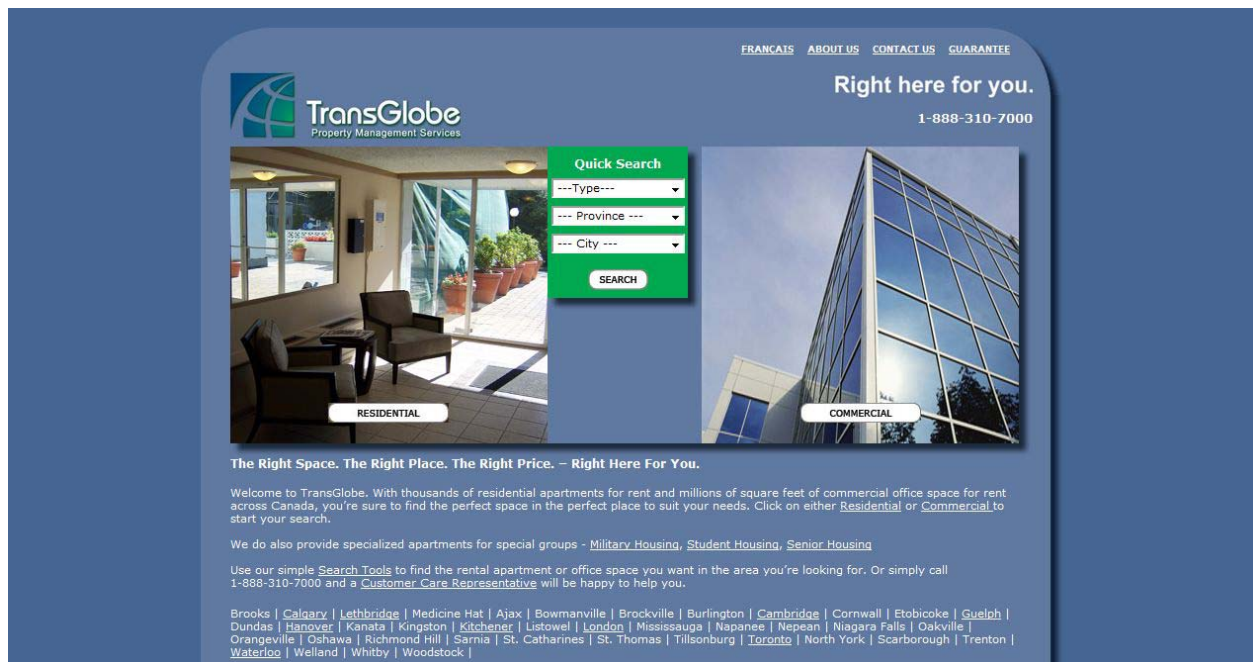 FRANÇAIS ABOUT US CONTACT US GUARANTEE
Right here for you.
1-888-310-7000
TransGlobe
Property Management Services
Quick Search
---Type---
--- Province ---
--- City ---
SEARCH
RESIDENTIAL
COMMERCIAL
The Right Space. The Right Place. The Right Price. – Right Here For You.
Welcome to TransGlobe. With thousands of residential apartments for rent and millions of square feet of commercial office space for rent
across Canada, you're sure to find the perfect space in the perfect place to suit your needs. Click on either Residential or Commercial to
start your search.
We do also provide specialized apartments for special groups - Military Housing, Student Housing, Senior Housing
Use our simple Search Tools to find the rental apartment or office space you want in the area you're looking for. Or simply call
1-888-310-7000 and a Customer Care Representative will be happy to help you.
Brooks | Calgary | Lethbridge | Medicine Hat | Ajax | Bowmanville | Brockville | Burlington | Cambridge | Cornwall | Etobicoke | Guelph |
Dundas | Hanover | Kanata | Kingston | Kitchener | Listowel | London | Mississauga | Napanee | Nepean | Niagara Falls | Oakville |
Orangeville | Oshawa | Richmond Hill | Sarnia | St. Catharines | St. Thomas | Tillsonburg | Toronto | North York | Scarborough | Trenton |
Waterloo | Welland | Whitby | Woodstock |